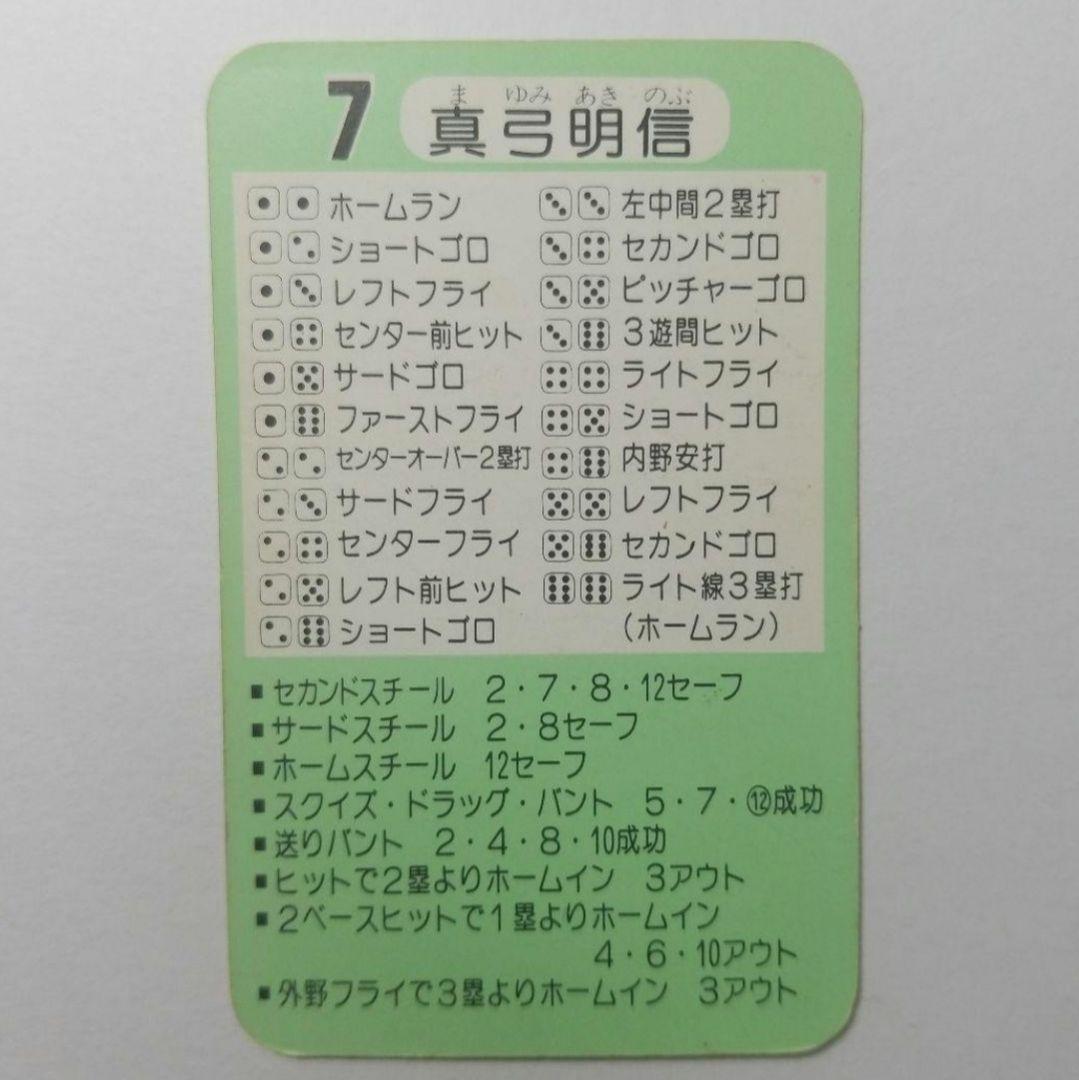 7 真弓明信
ま ゆみ あき のぶ
ホームラン
ショートゴロ
レフトフライ
センター前ヒット
サードゴロ
ファーストフライ
センターオーバー2塁打
サードフライ
センターフライ
レフト前ヒット
ショートゴロ
左中間2塁打
セカンドゴロ
ピッチャーゴロ
3遊間ヒット
ライトフライ
ショートゴロ
内野安打
レフトフライ
セカンドゴロ
ライト線3塁打
(ホームラン)
■セカンドスチール 2・7・8・12セーフ
■サードスチール 2・8セーフ
■ホームスチール 12セーフ
■スクイズ・ドラッグ・バント 5・7・⑫成功
■送りバント 2・4・8・10成功
■ヒットで2塁よりホームイン 3アウト
■2ベースヒットで1塁よりホームイン
4・6・10アウト
■外野フライで3塁よりホームイン 3アウト